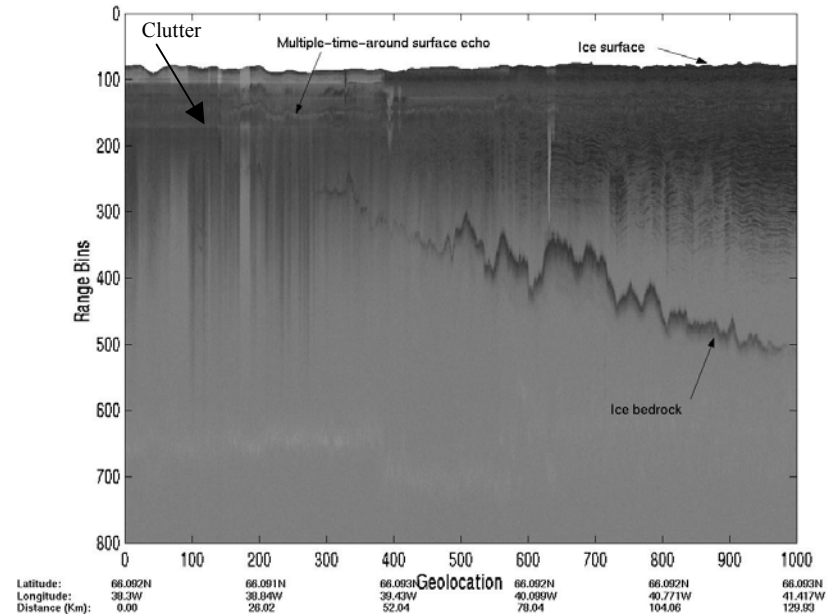 0
Clutter
Multiple-time-around surface echo
Ice surface
100
200
300
400
500
600
700
800
Range Bins
Ice bedrock
0 100 200 300 400 500 600 700 800 900 1000
Geolocation
Latitude: 66.092N 66.091N 66.093N 66.092N 66.092N 66.093N
Longitude: 38.3W 38.84W 39.43W 40.099W 40.771W 41.417W
Distance (Km): 0.00 26.02 52.04 78.04 104.06 129.93